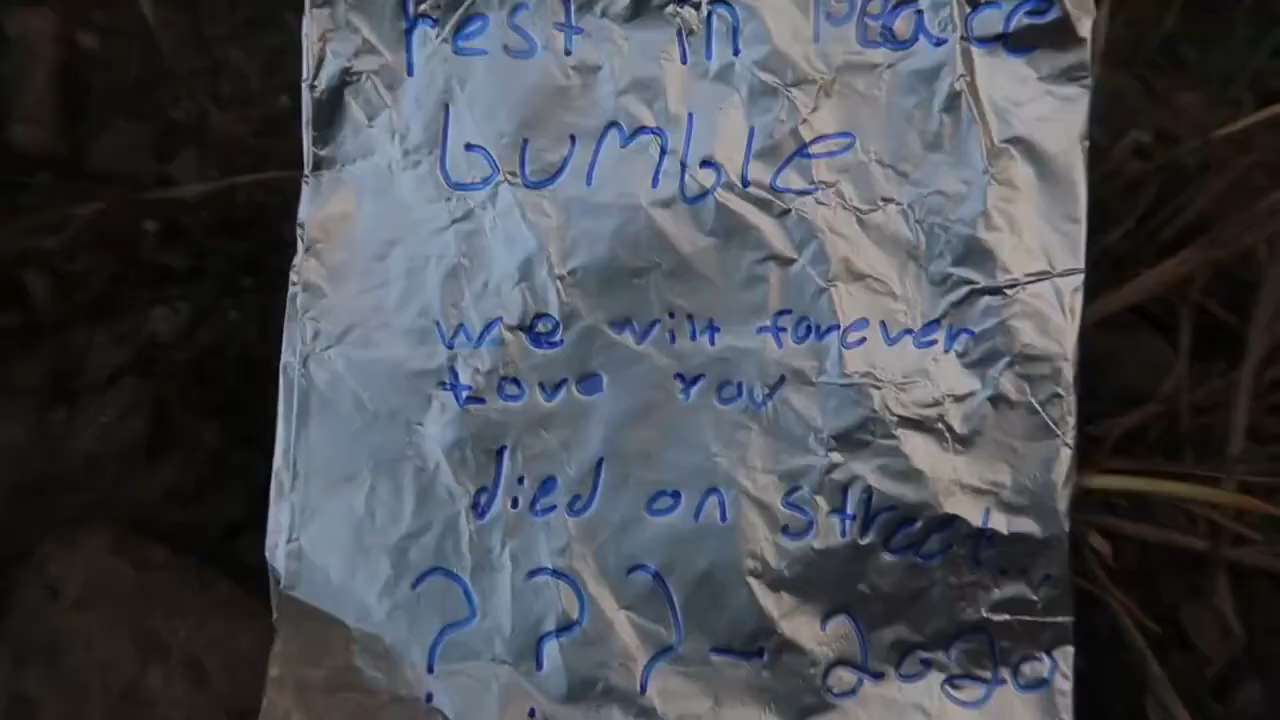 rest in Peace
bumble
we will forever
Love you
died on street...
???-2020